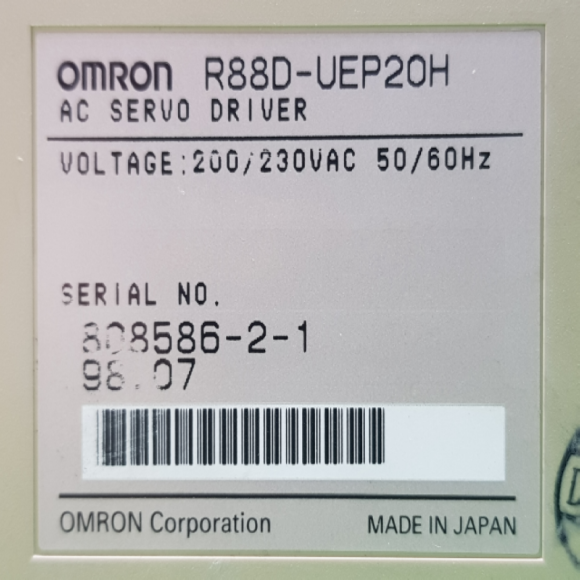 OMRON R88D-UEP20H
AC SERVO DRIVER
VOLTAGE:200/230VAC 50/60Hz
SERIAL NO.
808586-2-1
98.07
OMRON Corporation MADE IN JAPAN